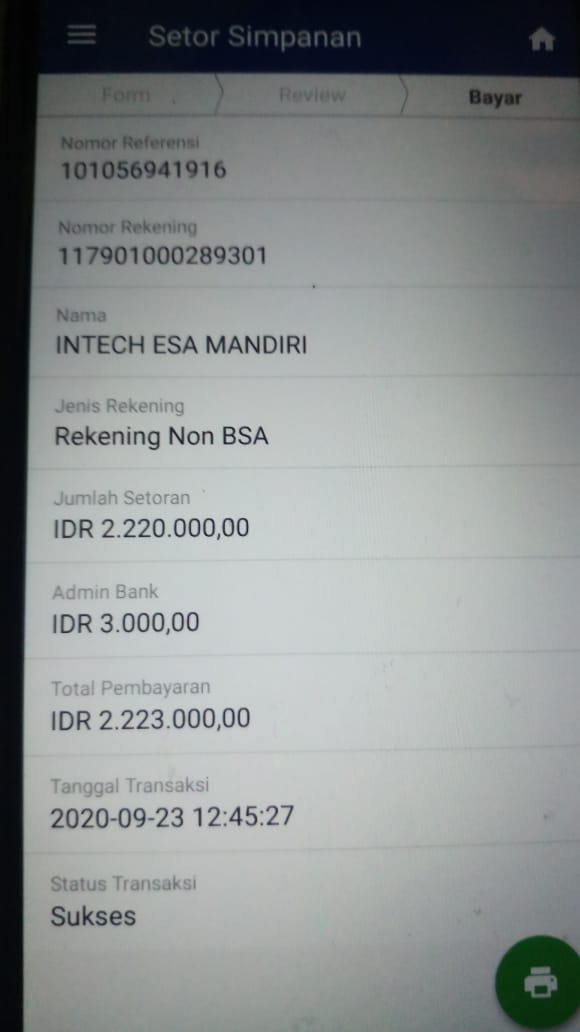 Setor Simpanan
Form
Review
Bayar
Nomor Referensi
101056941916
Nomor Rekening
117901000289301
Nama
INTECH ESA MANDIRI
Jenis Rekening
Rekening Non BSA
Jumlah Setoran
IDR 2.220.000,00
Admin Bank
IDR 3.000,00
Total Pembayaran
IDR 2.223.000,00
Tanggal Transaksi
2020-09-23 12:45:27
Status Transaksi
Sukses